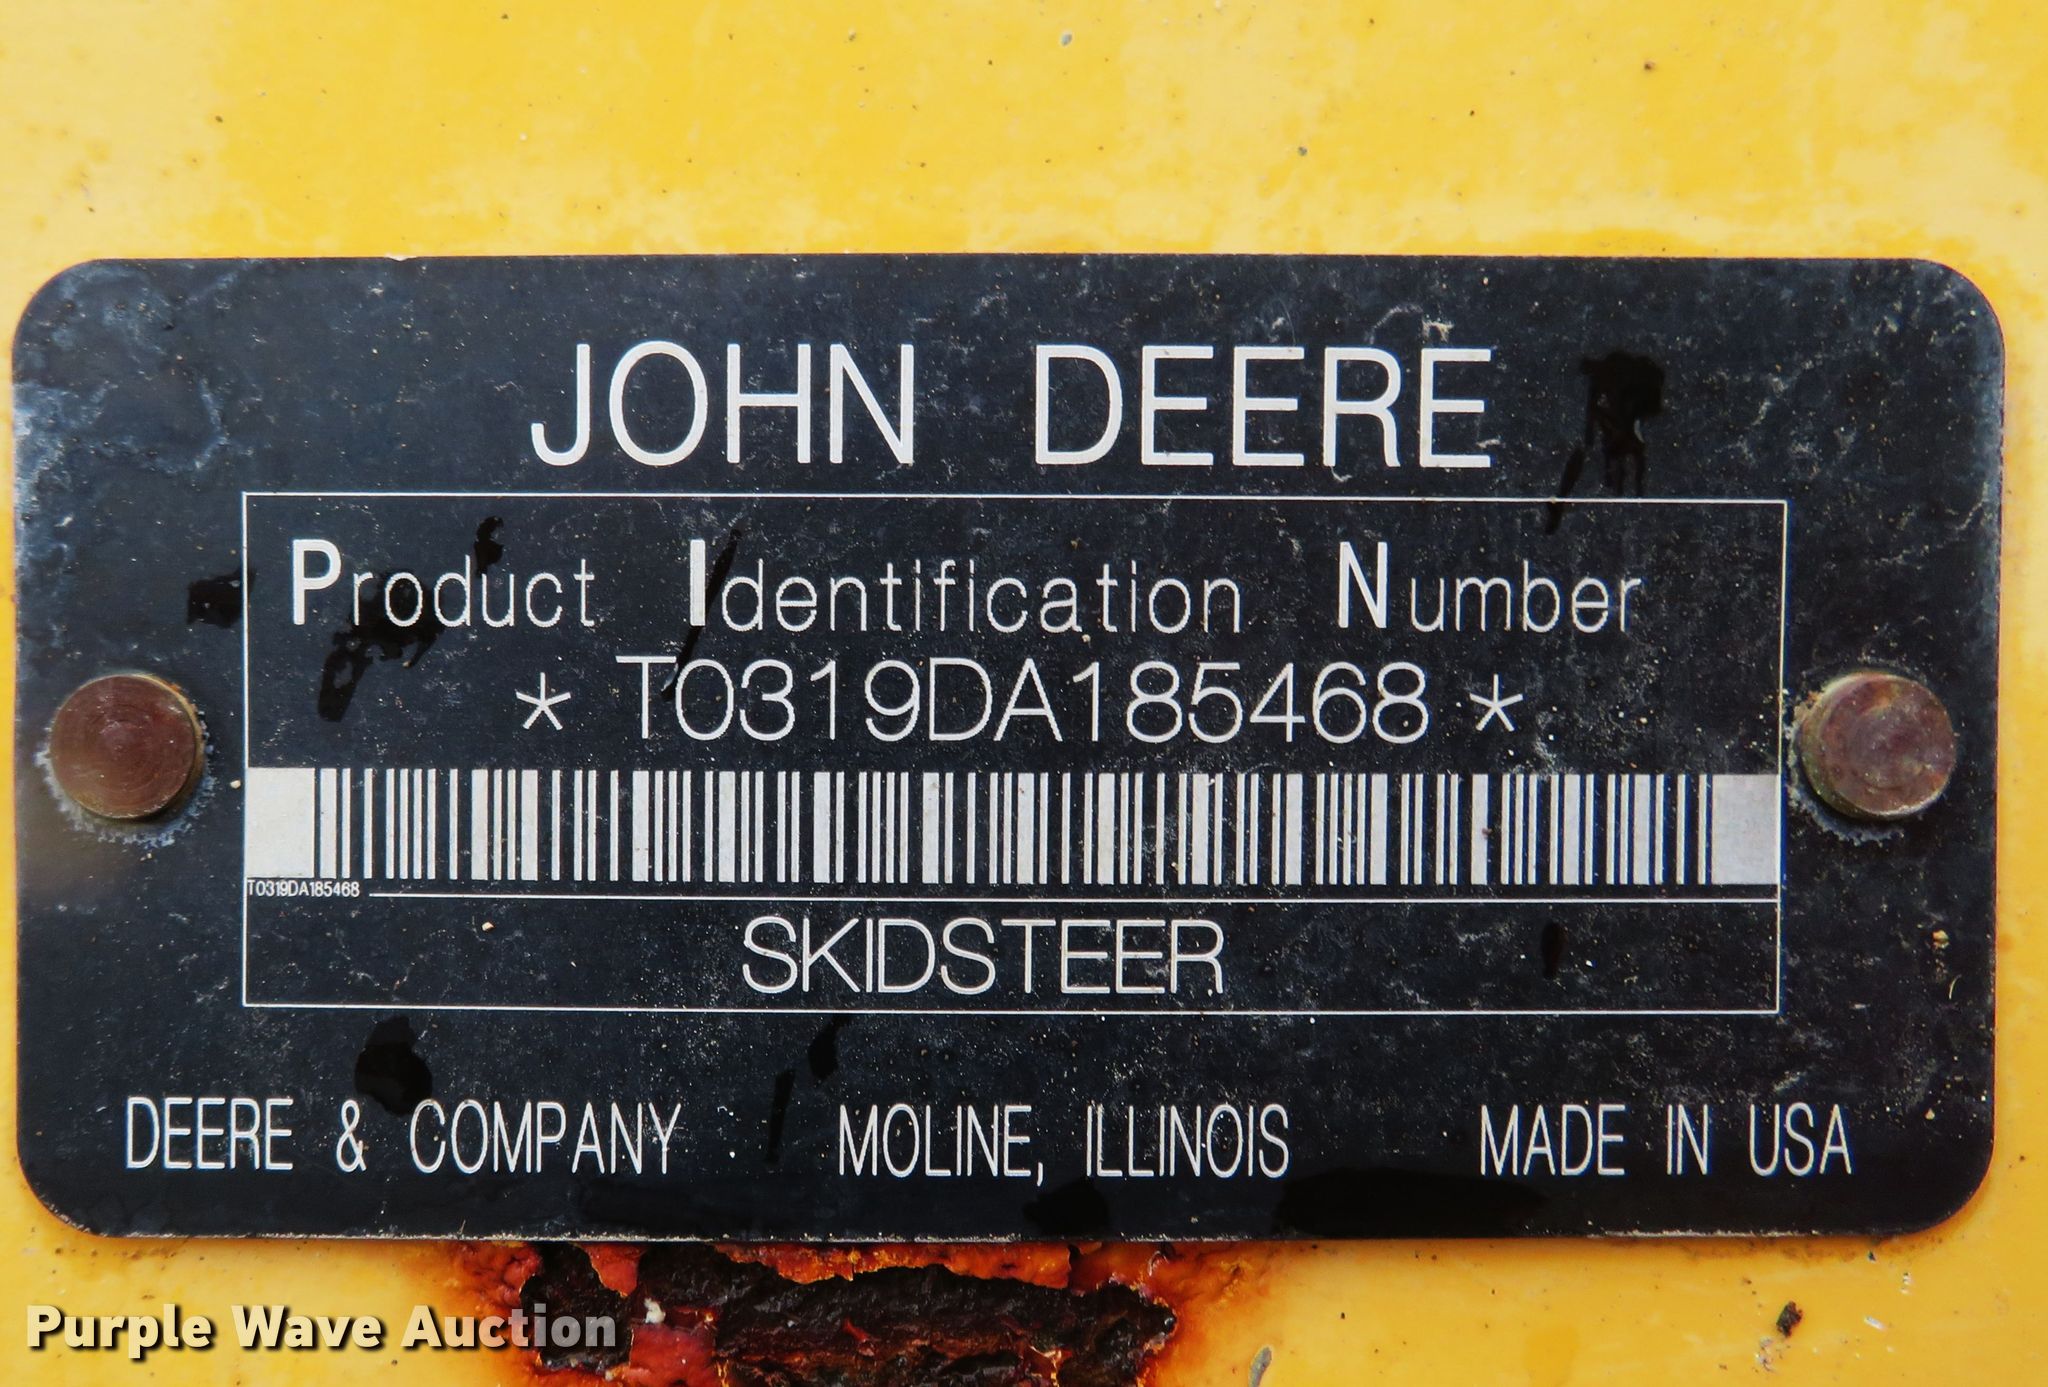 JOHN DEERE
Product Identification Number
* T0319DA185468 *
T0319DA185468
SKIDSTEER
DEERE & COMPANY MOLINE, ILLINOIS MADE IN USA
Purple Wave Auction